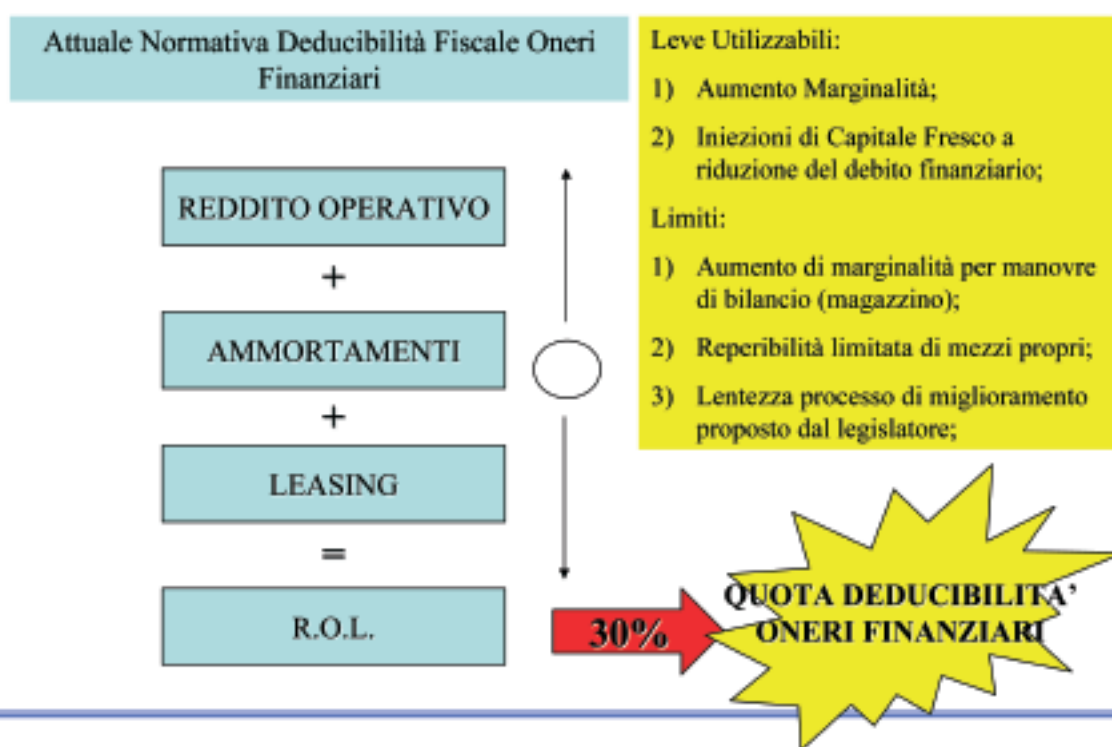 Attuale Normativa Deducibilità Fiscale Oneri
Finanziari
REDDITO OPERATIVO
+
AMMORTAMENTI
+
LEASING
=
R.O.L.
30%
Leve Utilizzabili:
1) Aumento Marginalità;
2) Iniezioni di Capitale Fresco a
riduzione del debito finanziario;
Limiti:
1) Aumento di marginalità per manovre
di bilancio (magazzino);
2) Reperibilità limitata di mezzi propri;
3) Lentezza processo di miglioramento
proposto dal legislatore;
QUOTA DEDUCIBILITA’
ONERI FINANZIARI